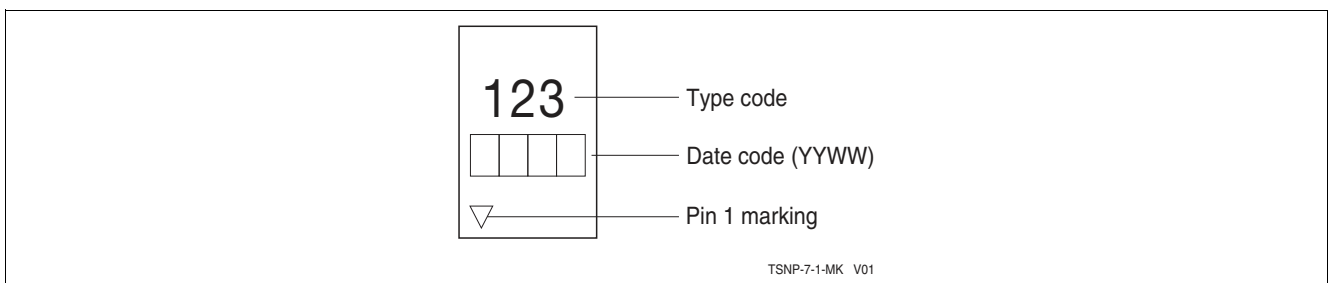 123
Type code
Date code (YYWW)
Pin 1 marking
TSNP-7-1-MK V01